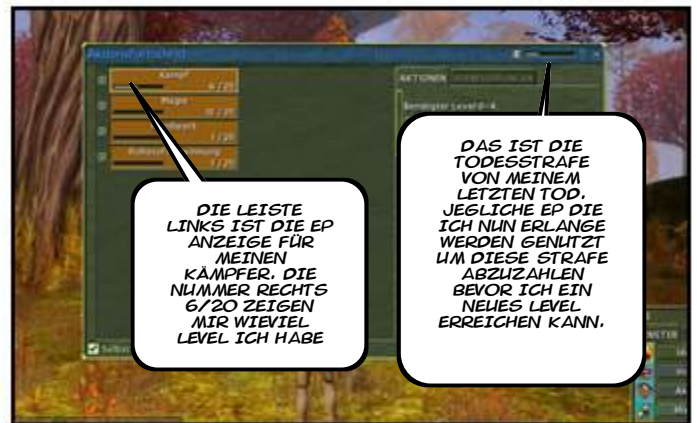 Aktionsfortschritt
Kampf
6/20
Magie
/20
1/20
1/20
AKTIONEN
Benötigter Level 0-4
DIE LEISTE
LINKS IST DIE EP
ANZEIGE FÜR
MEINEN
KÄMPFER. DIE
NUMMER RECHTS
6/20 ZEIGEN
MIR WIEVIEL
LEVEL ICH HABE
DAS IST DIE
TODESSTRAFE
VON MEINEM
LETZTEN TOD.
JEGLICHE EP DIE
ICH NUN ERLANGE
WERDEN GENUTZT
UM DIESE STRAFE
ABZUZAHLEN
BEVOR ICH EIN
NEUES LEVEL
ERREICHEN KANN.